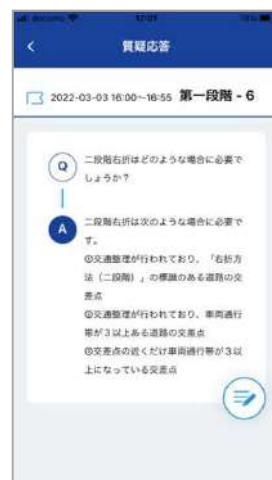 docomo 17:01
質疑応答
2022-03-03 16:00~16:55 第一段階 - 6
Q 二段階右折はどのような場合に必要で
しょうか？
A 二段階右折は次のような場合に必要で
す。
①交通整理が行われており、「右折方
法（二段階）」の標識のある道路の交
差点
②交通整理が行われており、車両通行
帯が３以上ある道路の交差点
③交差点の近くだけ車両通行帯が３以
上になっている交差点